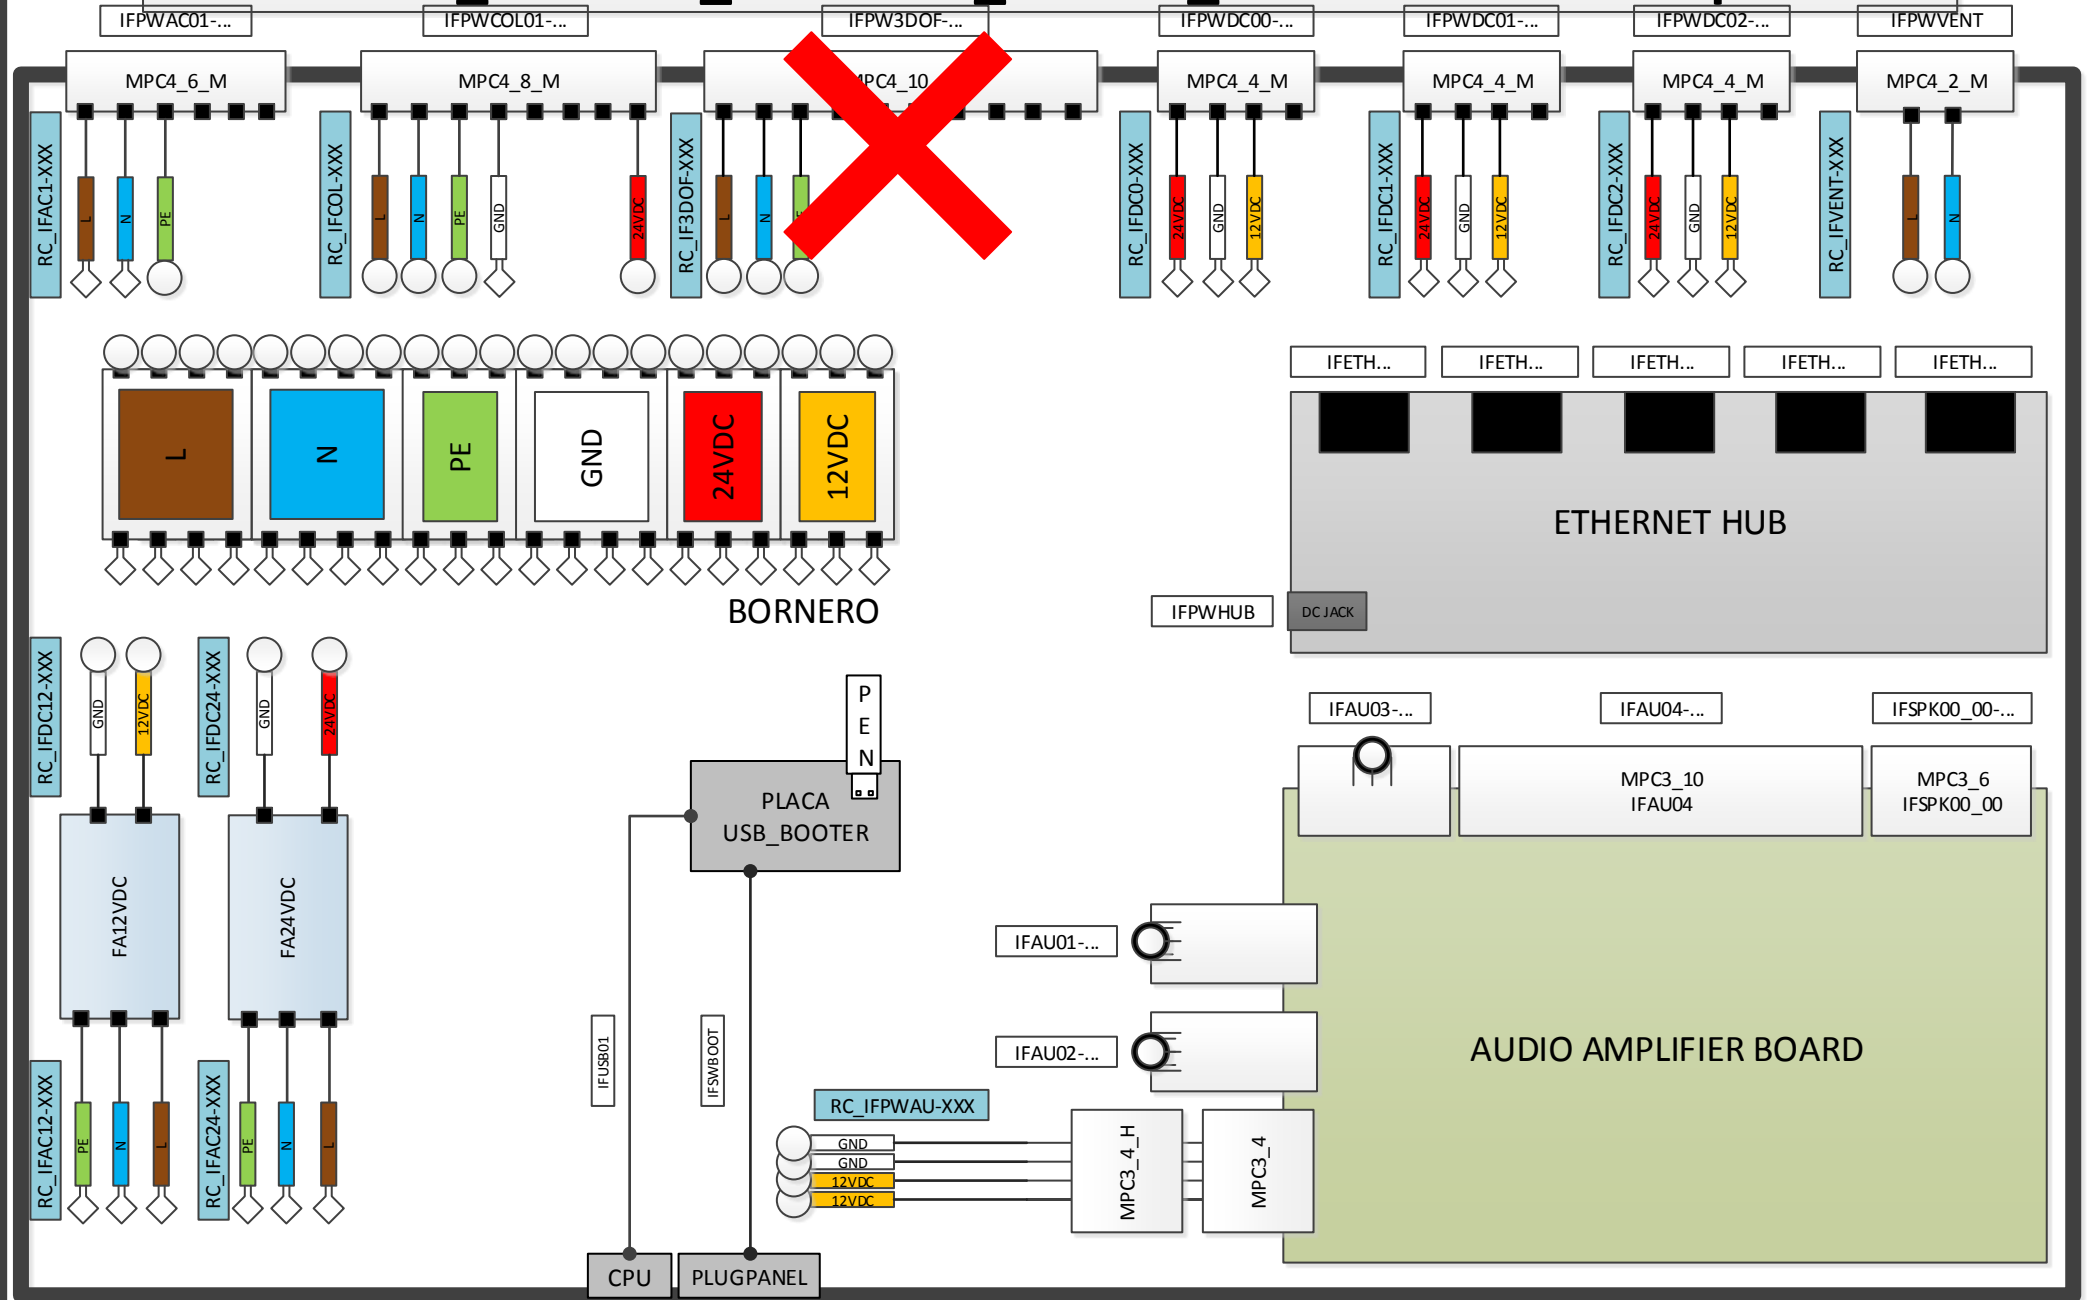 IFPWAC01-...
IFPWCOL01-...
IFPW3DOF-...
IFPWDC00-...
IFPWDC01-...
IFPWDC02-...
IFPWVENT
MPC4_6_M
MPC4_8_M
MPC4_4_M
MPC4_4_M
MPC4_4_M
MPC4_2_M
RC_IFAC1-XXX
L
N
PE
RC_IFCOL-XXX
L
N
PE
GND
24VDC
RC_IF3DOF-XXX
L
N
RC_IFDC0-XXX
24VDC
GND
12VDC
RC_IFDC1-XXX
24VDC
GND
12VDC
RC_IFDC2-XXX
24VDC
GND
12VDC
RC_IFVENT-XXX
L
N
L
N
PE
GND
24VDC
12VDC
BORNERO
IFETH...
IFETH...
IFETH...
IFETH...
IFETH...
ETHERNET HUB
IFPWHUB
DC JACK
RC_IFDC12-XXX
GND
12VDC
RC_IFDC24-XXX
GND
24VDC
FA12VDC
FA24VDC
RC_IFAC12-XXX
PE
N
L
RC_IFAC24-XXX
PE
N
L
P
E
N
PLACA
USB_BOOTER
IFUSB01
IFSWBOOT
CPU
PLUGPANEL
IFAU03-...
IFAU04-...
IFSPK00_00-...
MPC3_10
IFAU04
MPC3_6
IFSPK00_00
IFAU01-...
IFAU02-...
AUDIO AMPLIFIER BOARD
RC_IFPWAU-XXX
GND
GND
12VDC
12VDC
MPC3_4_H
MPC3_4